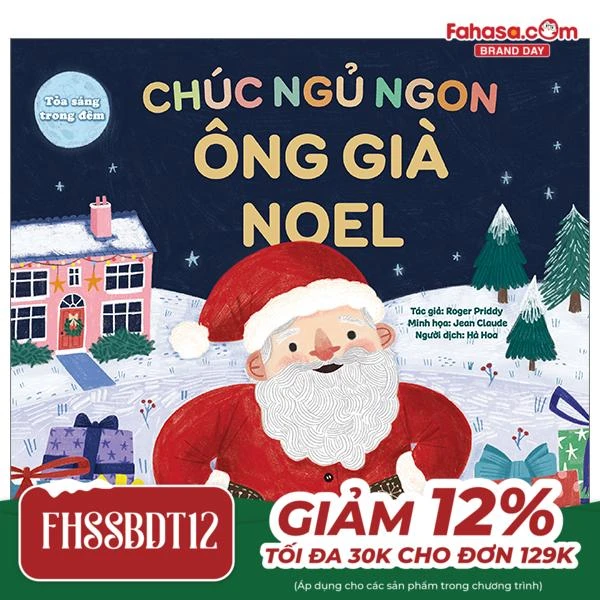 Fahasa.com
BRAND DAY
Tỏa sáng
trong đêm
CHÚC NGỦ NGON
ÔNG GIÀ
NOEL
Tác giả: Roger Priddy
Minh họa: Jean Claude
Người dịch: Hà Hoa
FHSSBDT12
GIẢM 12%
TỐI ĐA 30K CHO ĐƠN 129K
(Áp dụng cho các sản phẩm trong chương trình)